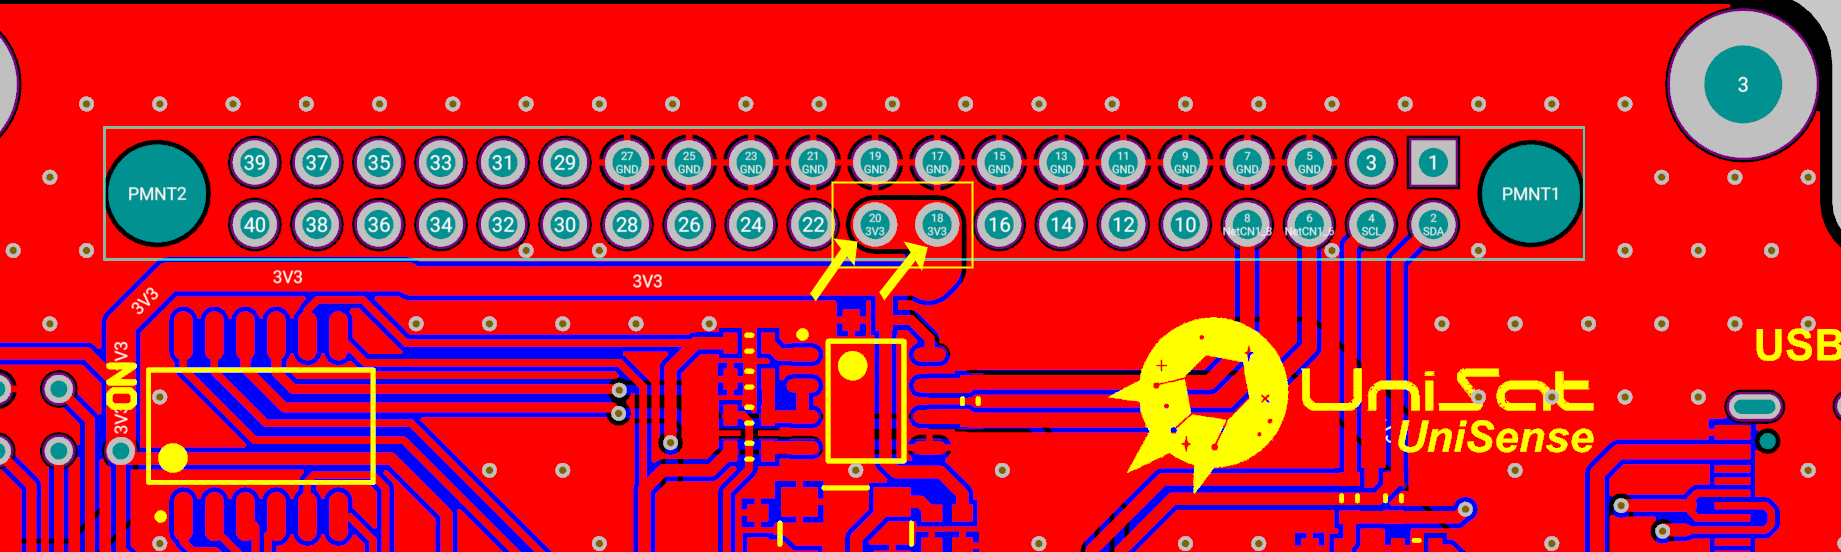 3
39 37 35 33 31 29 27 GND 25 GND 23 GND 21 GND 19 GND 17 GND 15 GND 13 GND 11 GND 9 GND 7 GND 5 GND 3 1
PMNT2
PMNT1
40 38 36 34 32 30 28 26 24 22 20 3V3 18 3V3 16 14 12 10 8 NetCN1_8 6 NetCN1_6 4 SCL 2 SDA
3V3
3V3
3V3
3V3
ON
3V3
USB
UniSat
UniSense